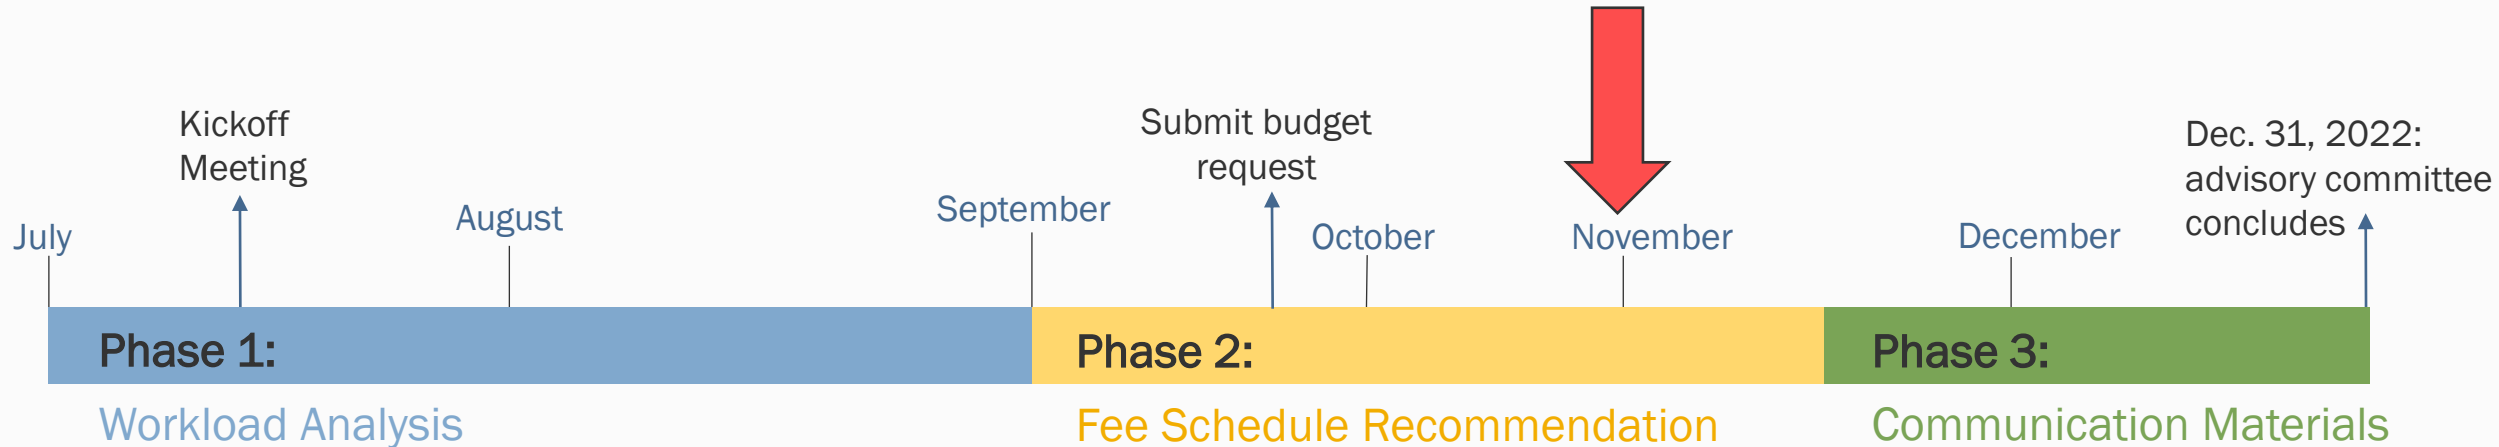 Kickoff
Meeting
Submit budget
request
Dec. 31, 2022:
advisory committee
concludes
July
August
September
October
November
December
Phase 1:
Phase 2:
Phase 3:
Workload Analysis
Fee Schedule Recommendation
Communication Materials